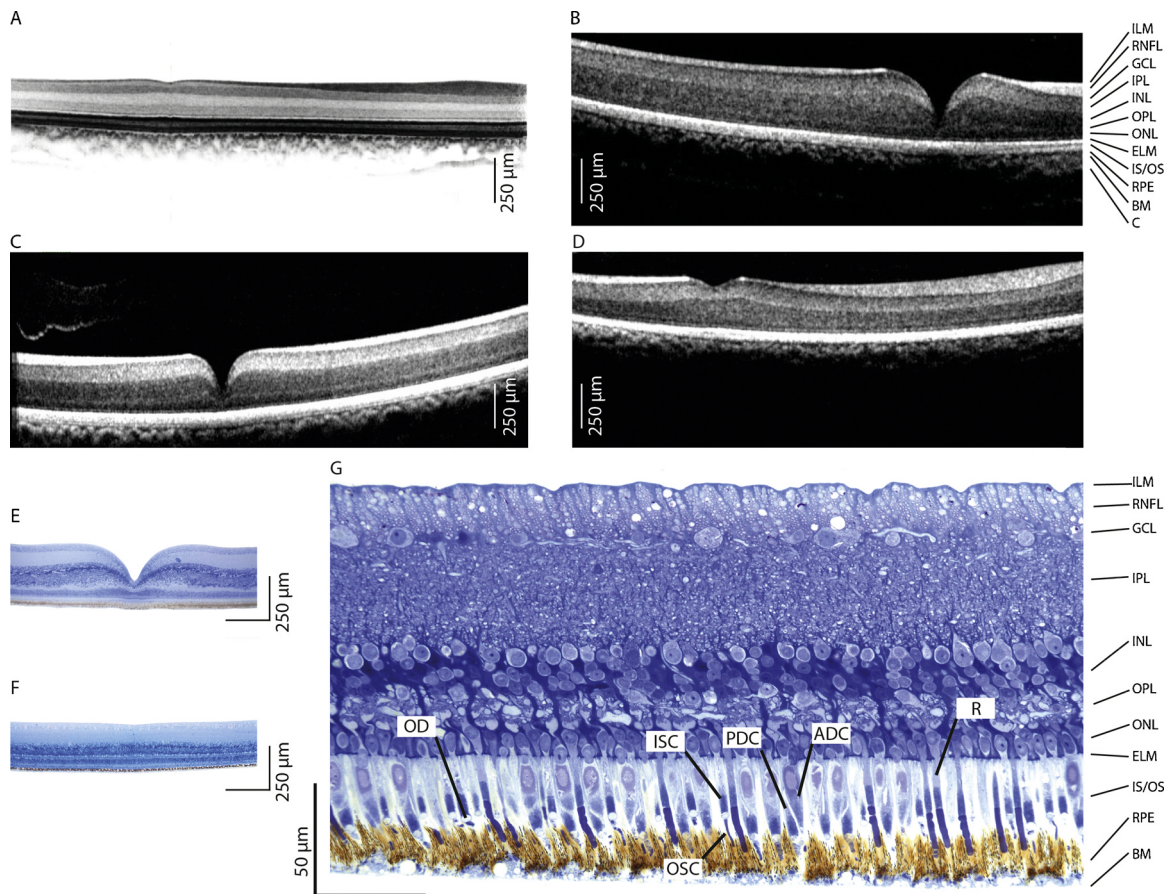 A
250 µm
B
250 µm
ILM
RNFL
GCL
IPL
INL
OPL
ONL
ELM
IS/OS
RPE
BM
C
C
250 µm
D
250 µm
E
250 µm
F
250 µm
G
OD
ISC
PDC
ADC
R
OSC
50 µm
ILM
RNFL
GCL
IPL
INL
OPL
ONL
ELM
IS/OS
RPE
BM